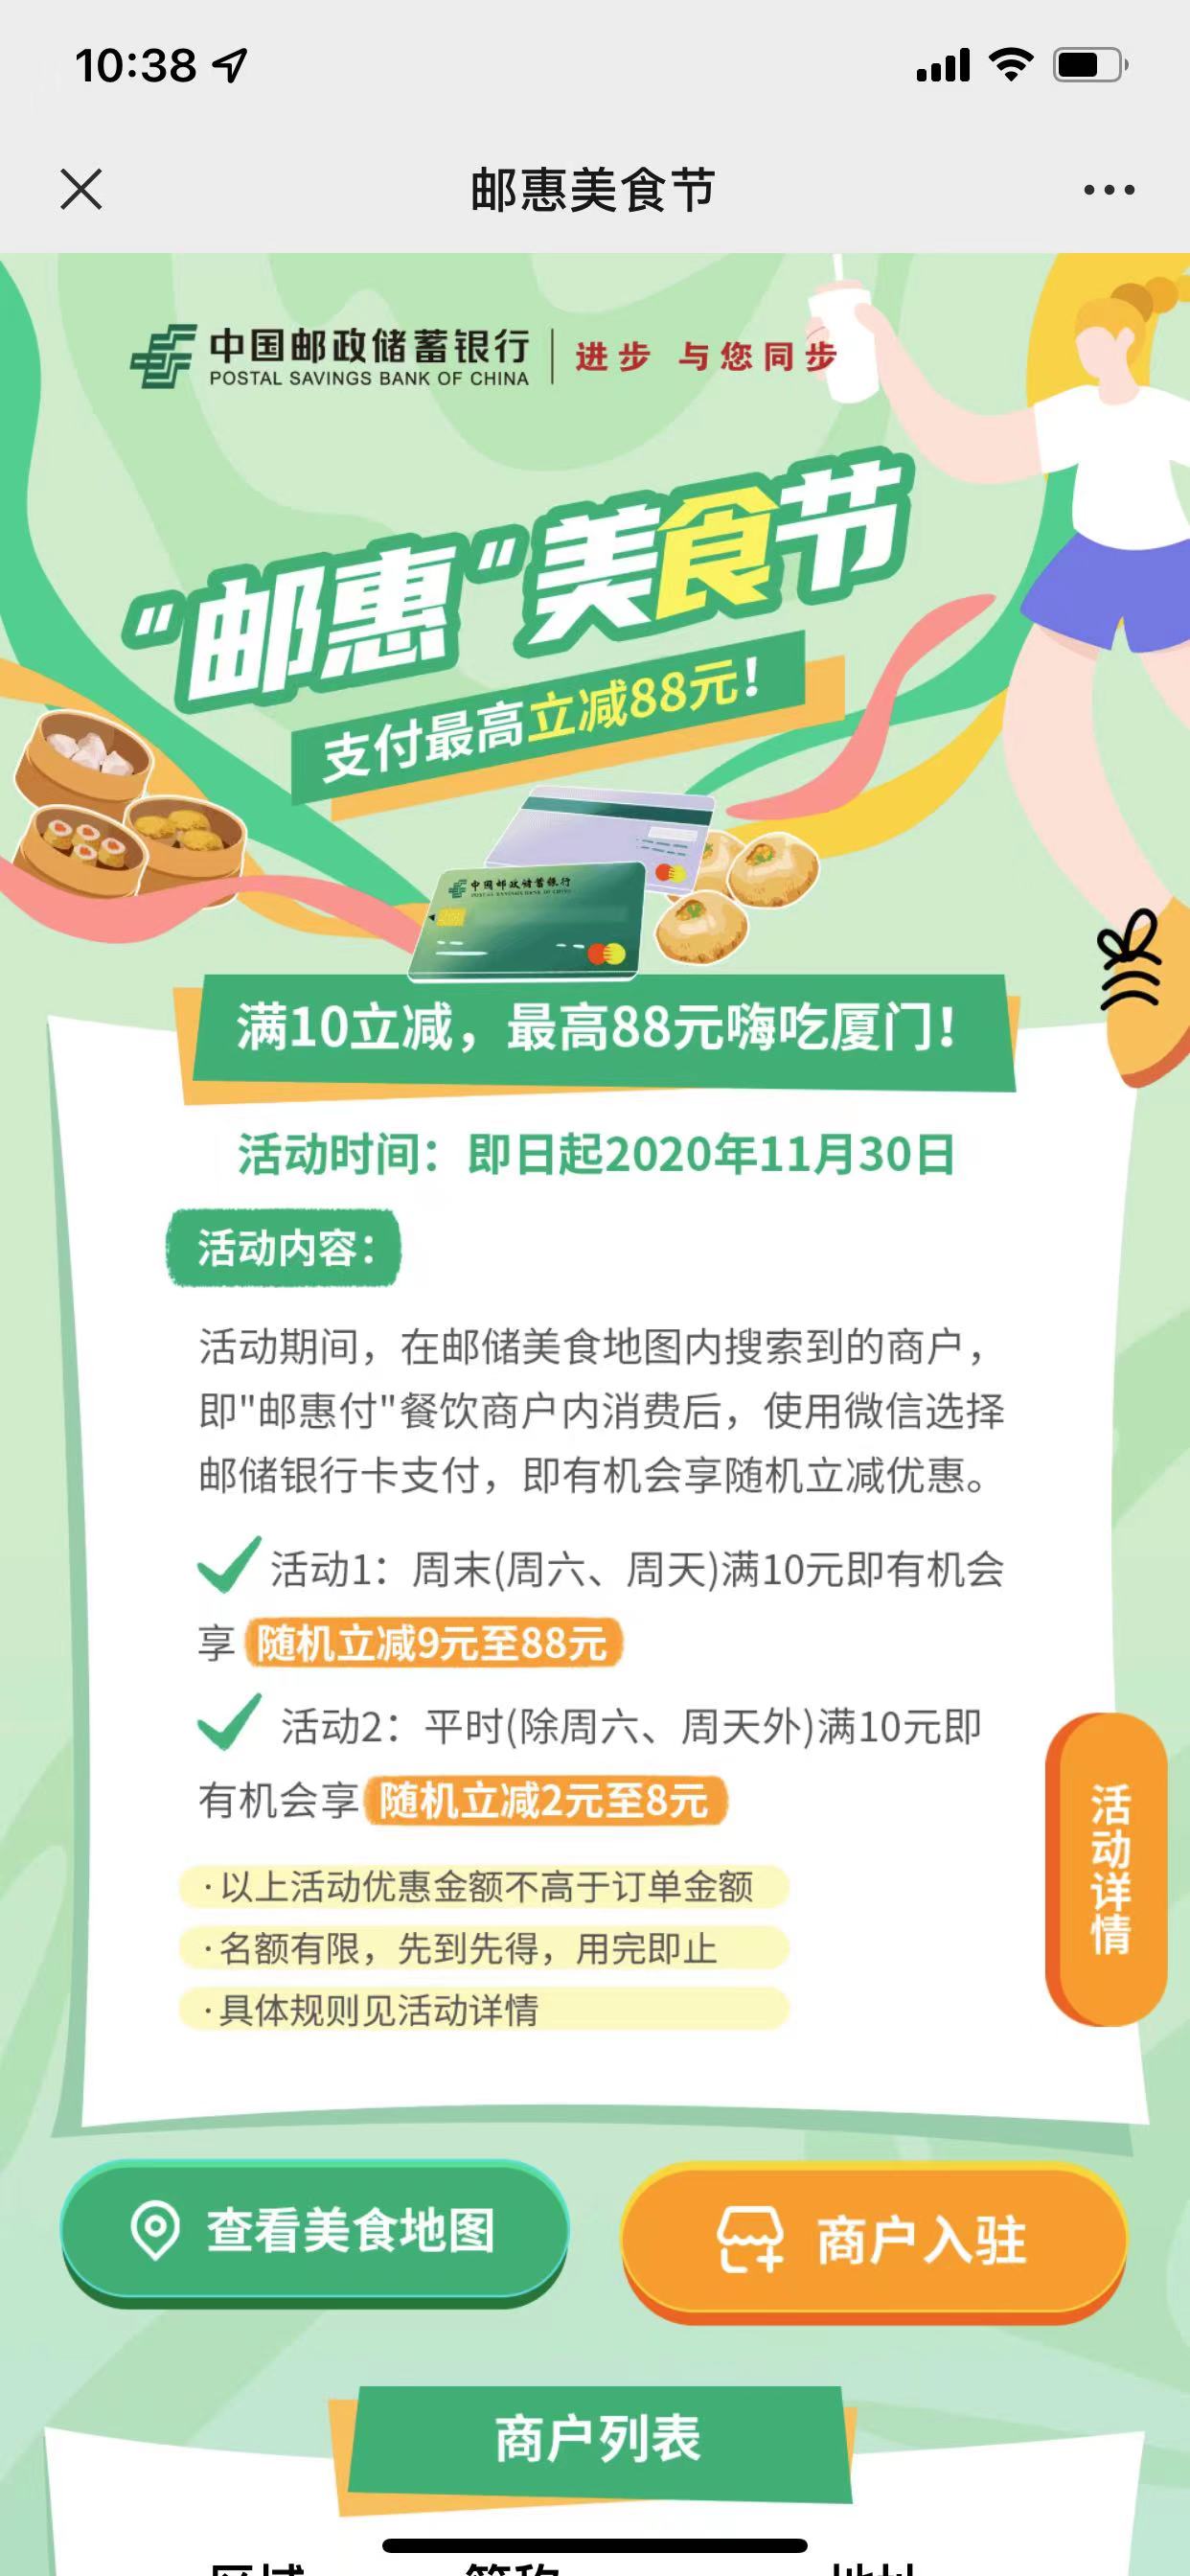 10:38
邮惠美食节
中国邮政储蓄银行
POSTAL SAVINGS BANK OF CHINA
进步 与您同步
"邮惠"美食节
支付最高立减88元!
中国邮政储蓄银行
满10立减，最高88元嗨吃厦门!
活动时间：即日起2020年11月30日
活动内容：
活动期间，在邮储美食地图内搜索到的商户，
即"邮惠付"餐饮商户内消费后，使用微信选择
邮储银行卡支付，即有机会享随机立减优惠。
活动1：周末(周六、周天)满10元即有机会
享 随机立减9元至88元
活动2：平时(除周六、周天外)满10元即
有机会享 随机立减2元至8元
·以上活动优惠金额不高于订单金额
·名额有限，先到先得，用完即止
·具体规则见活动详情
活动详情
查看美食地图
商户入驻
商户列表